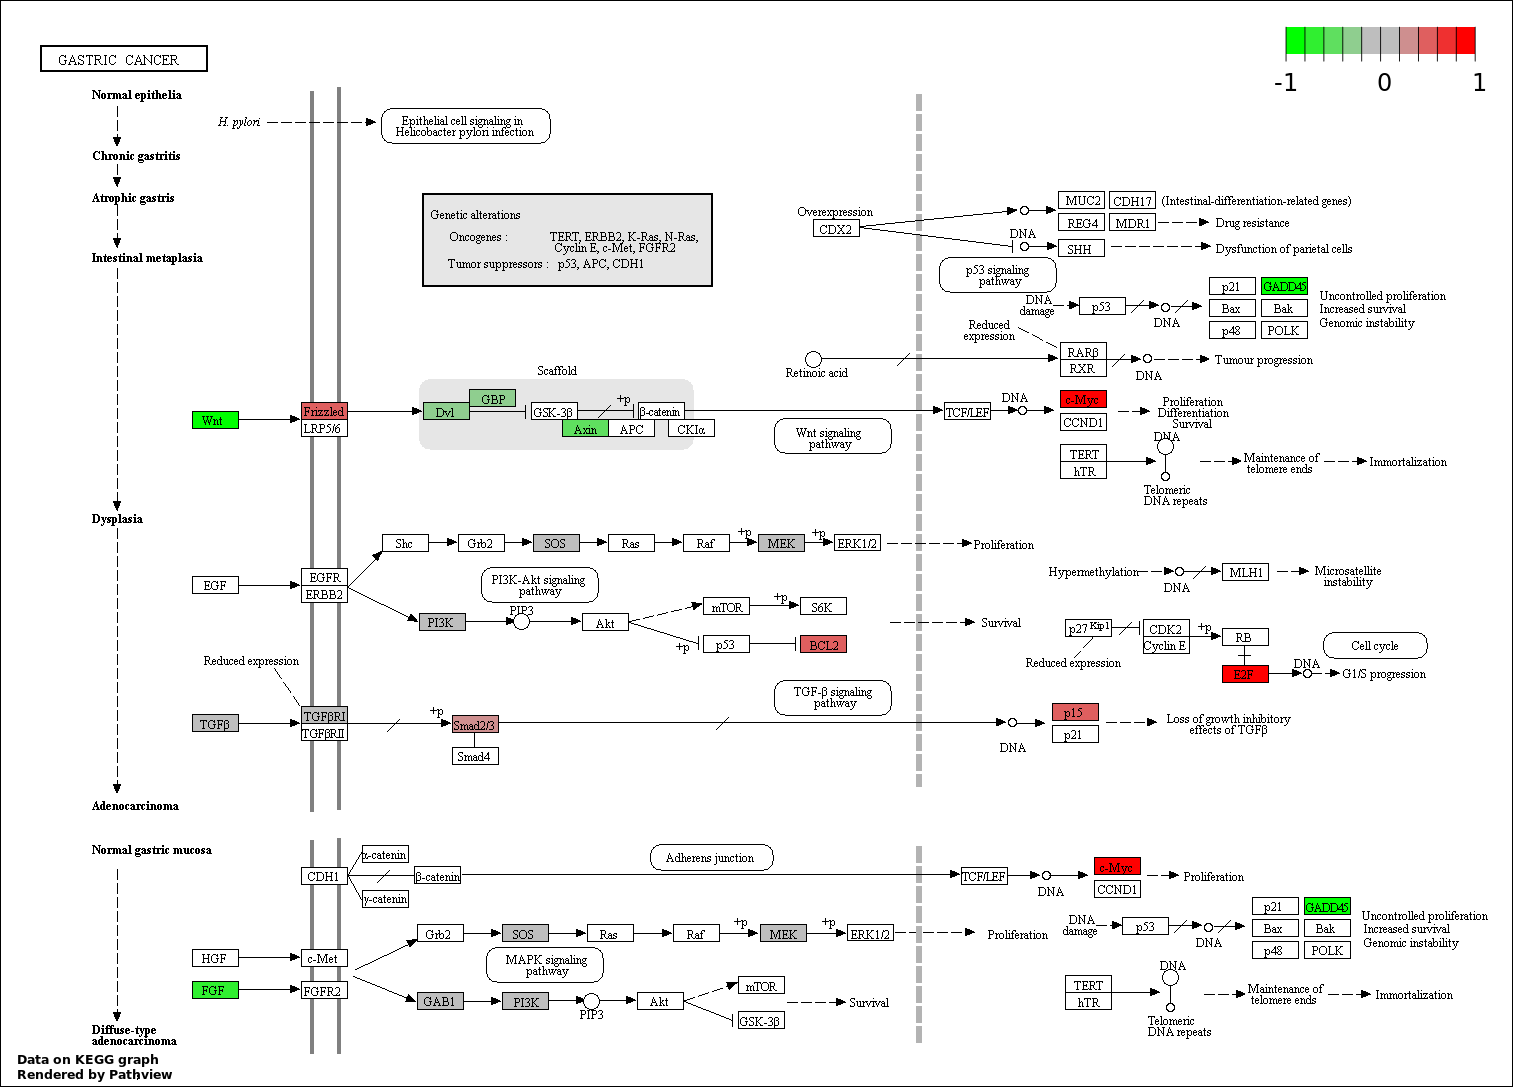 GASTRIC CANCER
-1 0 1
Normal epithelia
H. pylori
Epithelial cell signaling in
Helicobacter pylori infection
Chronic gastritis
Atrophic gastris
Intestinal metaplasia
Genetic alterations
Oncogenes : TERT, ERBB2, K-Ras, N-Ras,
Cyclin E, c-Met, FGFR2
Tumor suppressors : p53, APC, CDH1
Overexpression
CDX2
MUC2 CDH17 (Intestinal-differentiation-related genes)
REG4 MDR1 Drug resistance
DNA
SHH Dysfunction of parietal cells
p53 signaling
pathway
DNA
damage
p53
DNA
p21 GADD45
Bax Bak
p48 POLK
Uncontrolled proliferation
Increased survival
Genomic instability
Reduced
expression
Retinoic acid
RARβ
RXR
DNA
Tumour progression
Scaffold
Wnt
Frizzled
LRP5/6
Dvl
GBP
GSK-3β
+p
β-catenin
Axin APC CKIα
Wnt signaling
pathway
TCF/LEF
DNA
c-Myc
CCND1
Proliferation
Differentiation
Survival
TERT
hTR
DNA
Telomeric
DNA repeats
Maintenance of
telomere ends
Immortalization
Dysplasia
EGF
EGFR
ERBB2
Shc Grb2 SOS Ras Raf +p MEK +p ERK1/2
Proliferation
PI3K-Akt signaling
pathway
PI3K
PIP3
Akt
mTOR +p S6K
+p p53 BCL2
Survival
Hypermethylation
DNA
MLH1
Microsatellite
instability
p27 Kip1
Reduced expression
CDK2
Cyclin E
+p
RB
E2F
DNA
G1/S progression
Cell cycle
Reduced expression
TGFβ
TGFβRI
TGFβRII
+p
Smad2/3
Smad4
TGF-β signaling
pathway
DNA
p15
p21
Loss of growth inhibitory
effects of TGFβ
Adenocarcinoma
Normal gastric mucosa
CDH1
α-catenin
β-catenin
γ-catenin
Adherens junction
TCF/LEF
DNA
c-Myc
CCND1
Proliferation
HGF
c-Met
FGF
FGFR2
Grb2 SOS Ras Raf +p MEK +p ERK1/2
Proliferation
MAPK signaling
pathway
GAB1 PI3K
PIP3
Akt
mTOR
GSK-3β
Survival
DNA
damage
p53
DNA
p21 GADD45
Bax Bak
p48 POLK
Uncontrolled proliferation
Increased survival
Genomic instability
TERT
hTR
DNA
Telomeric
DNA repeats
Maintenance of
telomere ends
Immortalization
Diffuse-type
adenocarcinoma
Data on KEGG graph
Rendered by Pathview